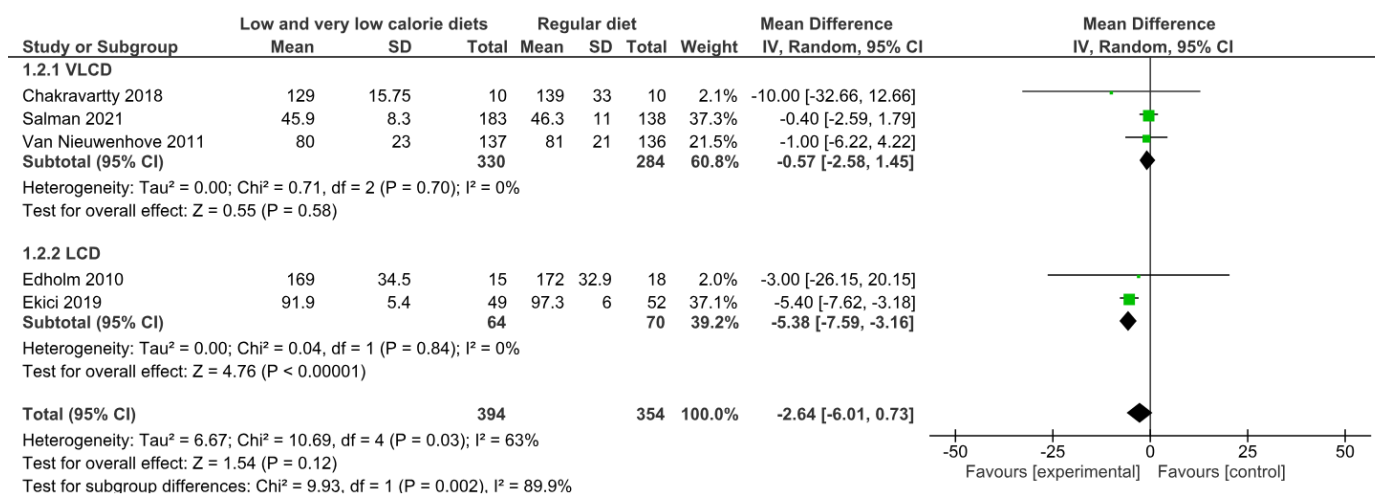 Low and very low calorie diets Regular diet Mean Difference Mean Difference
Study or Subgroup Mean SD Total Mean SD Total Weight IV, Random, 95% CI IV, Random, 95% CI
1.2.1 VLCD
Chakravartty 2018 129 15.75 10 139 33 10 2.1% -10.00 [-32.66, 12.66]
Salman 2021 45.9 8.3 183 46.3 11 138 37.3% -0.40 [-2.59, 1.79]
Van Nieuwenhove 2011 80 23 137 81 21 136 21.5% -1.00 [-6.22, 4.22]
Subtotal (95% CI) 330 284 60.8% -0.57 [-2.58, 1.45]
Heterogeneity: Tau² = 0.00; Chi² = 0.71, df = 2 (P = 0.70); I² = 0%
Test for overall effect: Z = 0.55 (P = 0.58)
1.2.2 LCD
Edholm 2010 169 34.5 15 172 32.9 18 2.0% -3.00 [-26.15, 20.15]
Ekici 2019 91.9 5.4 49 97.3 6 52 37.1% -5.40 [-7.62, -3.18]
Subtotal (95% CI) 64 70 39.2% -5.38 [-7.59, -3.16]
Heterogeneity: Tau² = 0.00; Chi² = 0.04, df = 1 (P = 0.84); I² = 0%
Test for overall effect: Z = 4.76 (P < 0.00001)
Total (95% CI) 394 354 100.0% -2.64 [-6.01, 0.73]
Heterogeneity: Tau² = 6.67; Chi² = 10.69, df = 4 (P = 0.03); I² = 63%
Test for overall effect: Z = 1.54 (P = 0.12)
Test for subgroup differences: Chi² = 9.93, df = 1 (P = 0.002), I² = 89.9%
-50 -25 0 25 50
Favours [experimental] Favours [control]